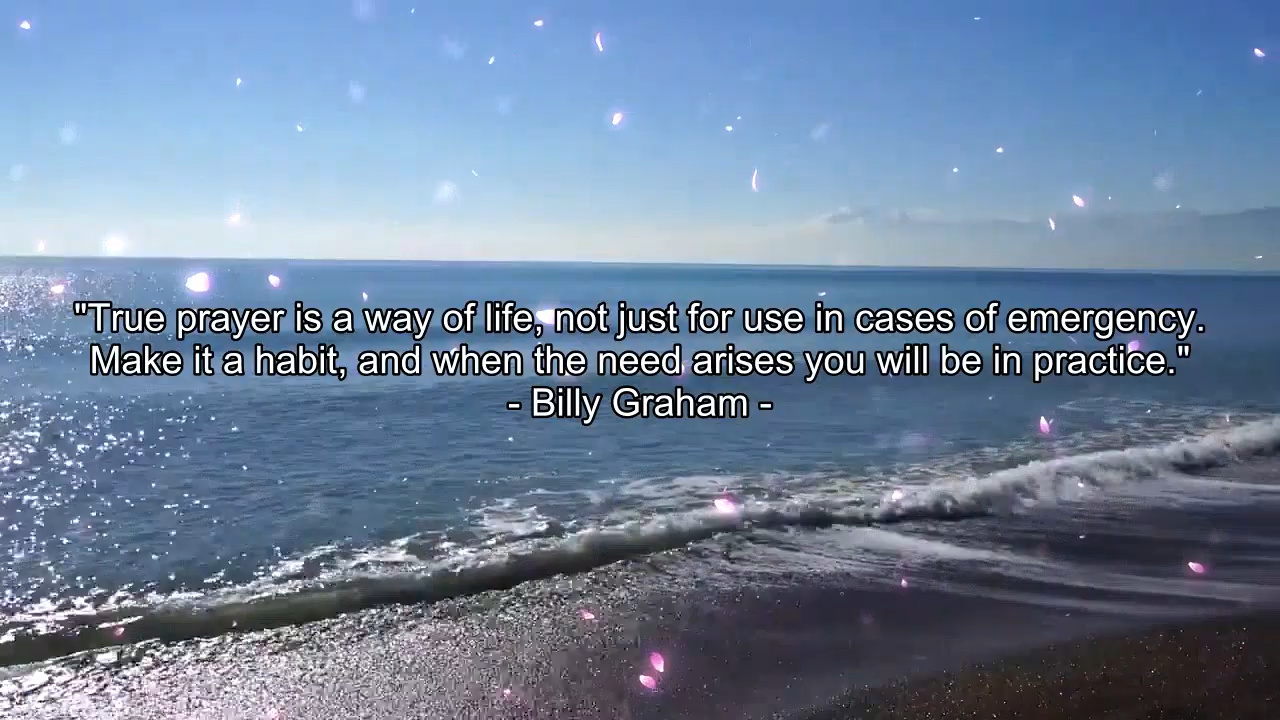 "True prayer is a way of life, not just for use in cases of emergency.
Make it a habit, and when the need arises you will be in practice."
- Billy Graham -